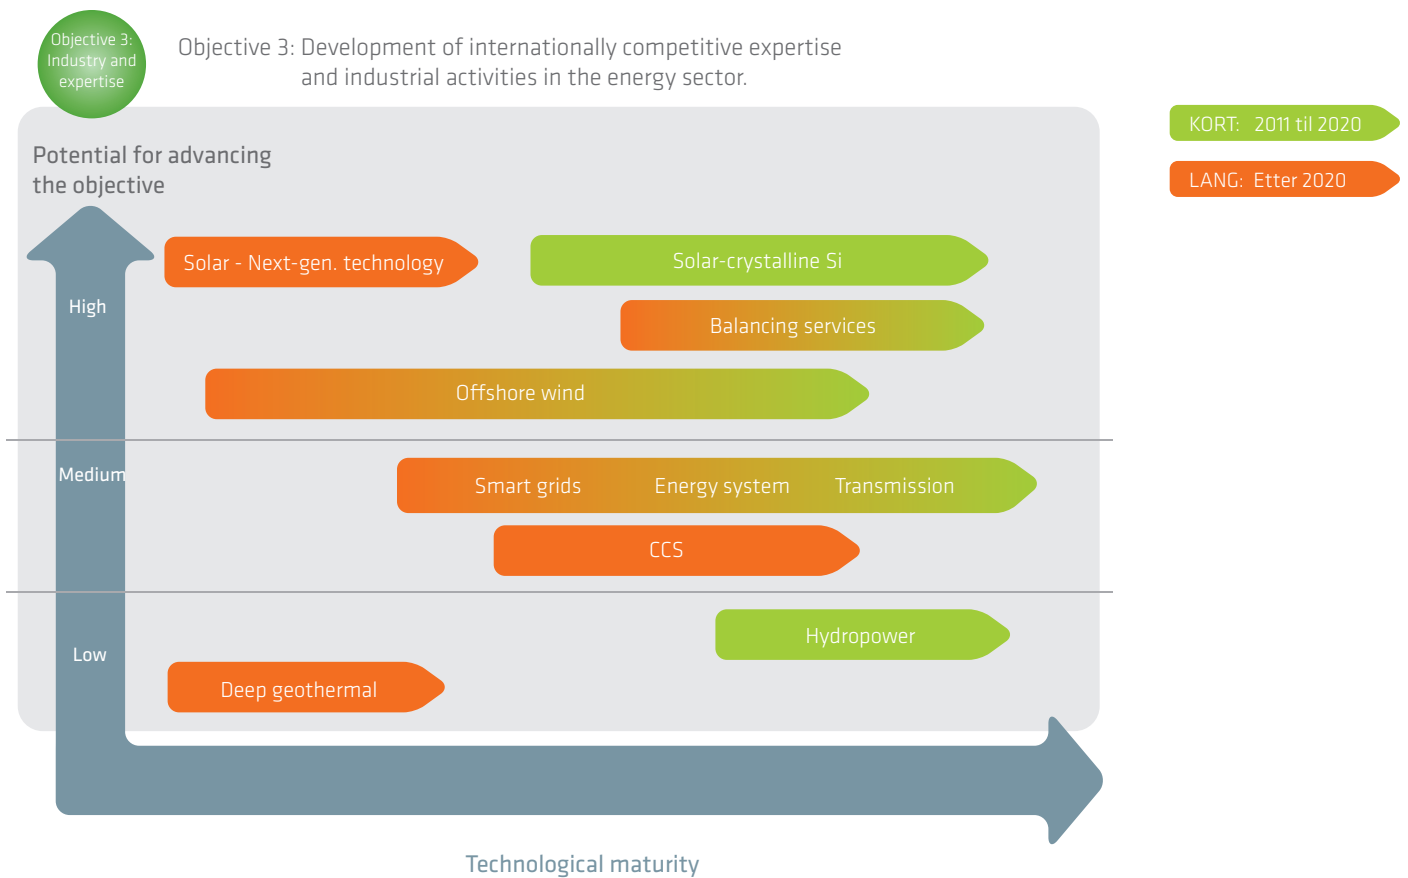 Objective 3:
Industry and
expertise
Objective 3: Development of internationally competitive expertise
and industrial activities in the energy sector.
KORT: 2011 til 2020
LANG: Etter 2020
Potential for advancing
the objective
High
Solar - Next-gen. technology
Solar-crystalline Si
Balancing services
Offshore wind
Medium
Smart grids Energy system Transmission
CCS
Low
Hydropower
Deep geothermal
Technological maturity